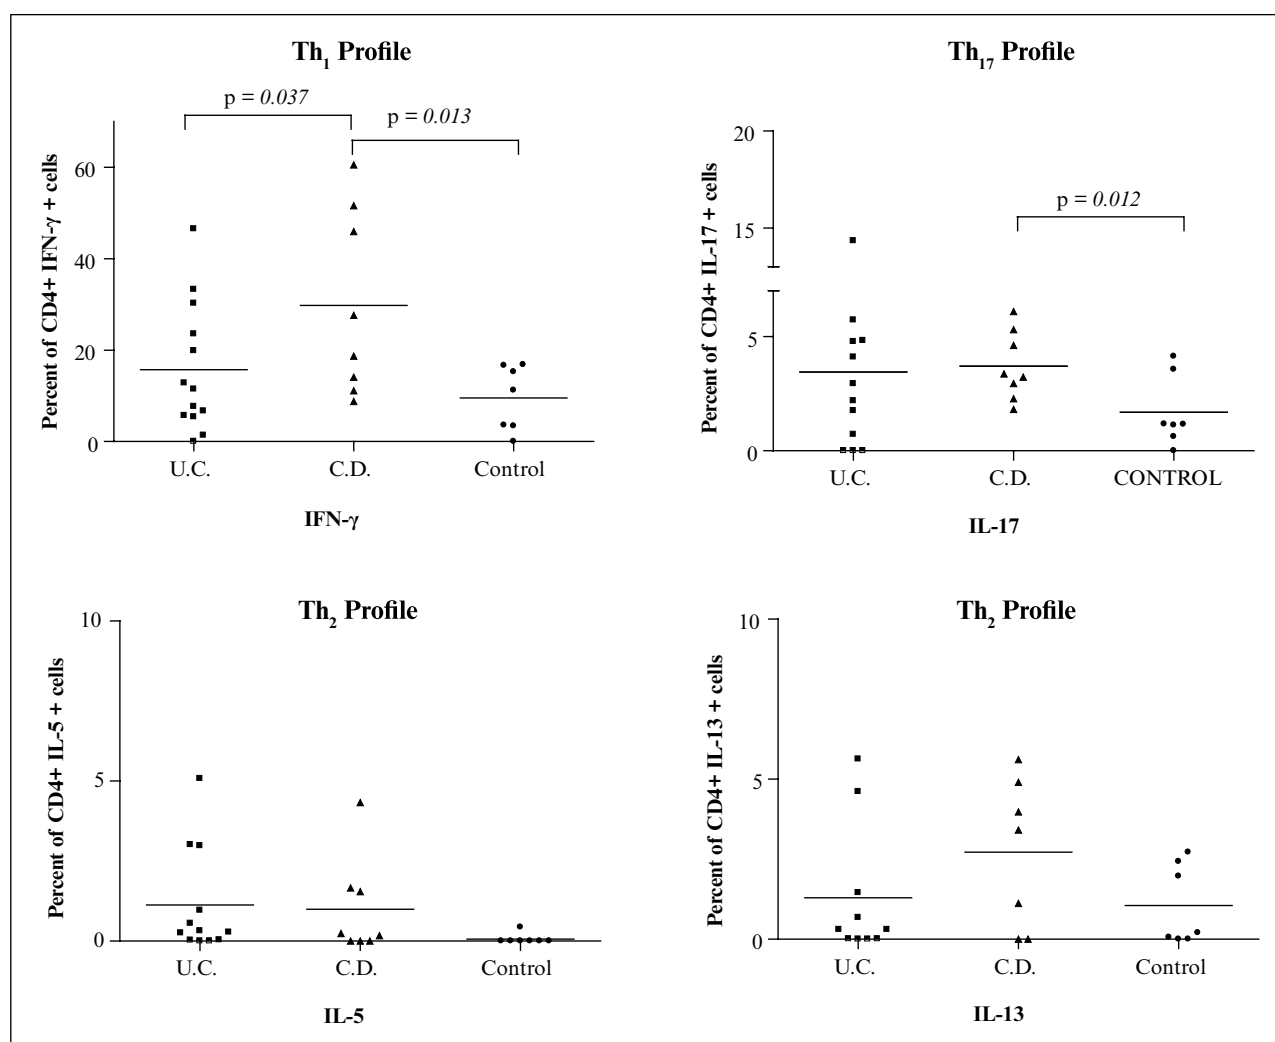 Th1 Profile
p = 0.037
p = 0.013
Percent of CD4+ IFN-γ + cells
60
40
20
0
U.C. C.D. Control
IFN-γ
Th17 Profile
p = 0.012
Percent of CD4+ IL-17 + cells
20
15
5
0
U.C. C.D. CONTROL
IL-17
Th2 Profile
Percent of CD4+ IL-5 + cells
10
5
0
U.C. C.D. Control
IL-5
Th2 Profile
Percent of CD4+ IL-13 + cells
10
5
0
U.C. C.D. Control
IL-13